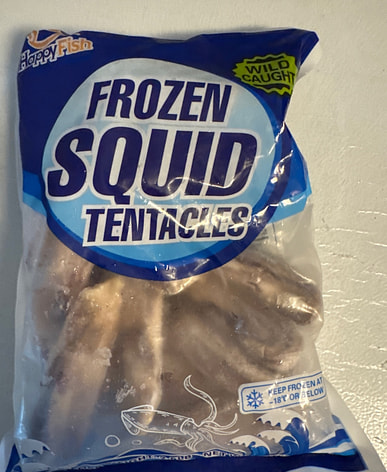 HappyFish
WILD
CAUGHT
FROZEN
SQUID
TENTACLES
KEEP FROZEN AT
-18°C OR BELOW